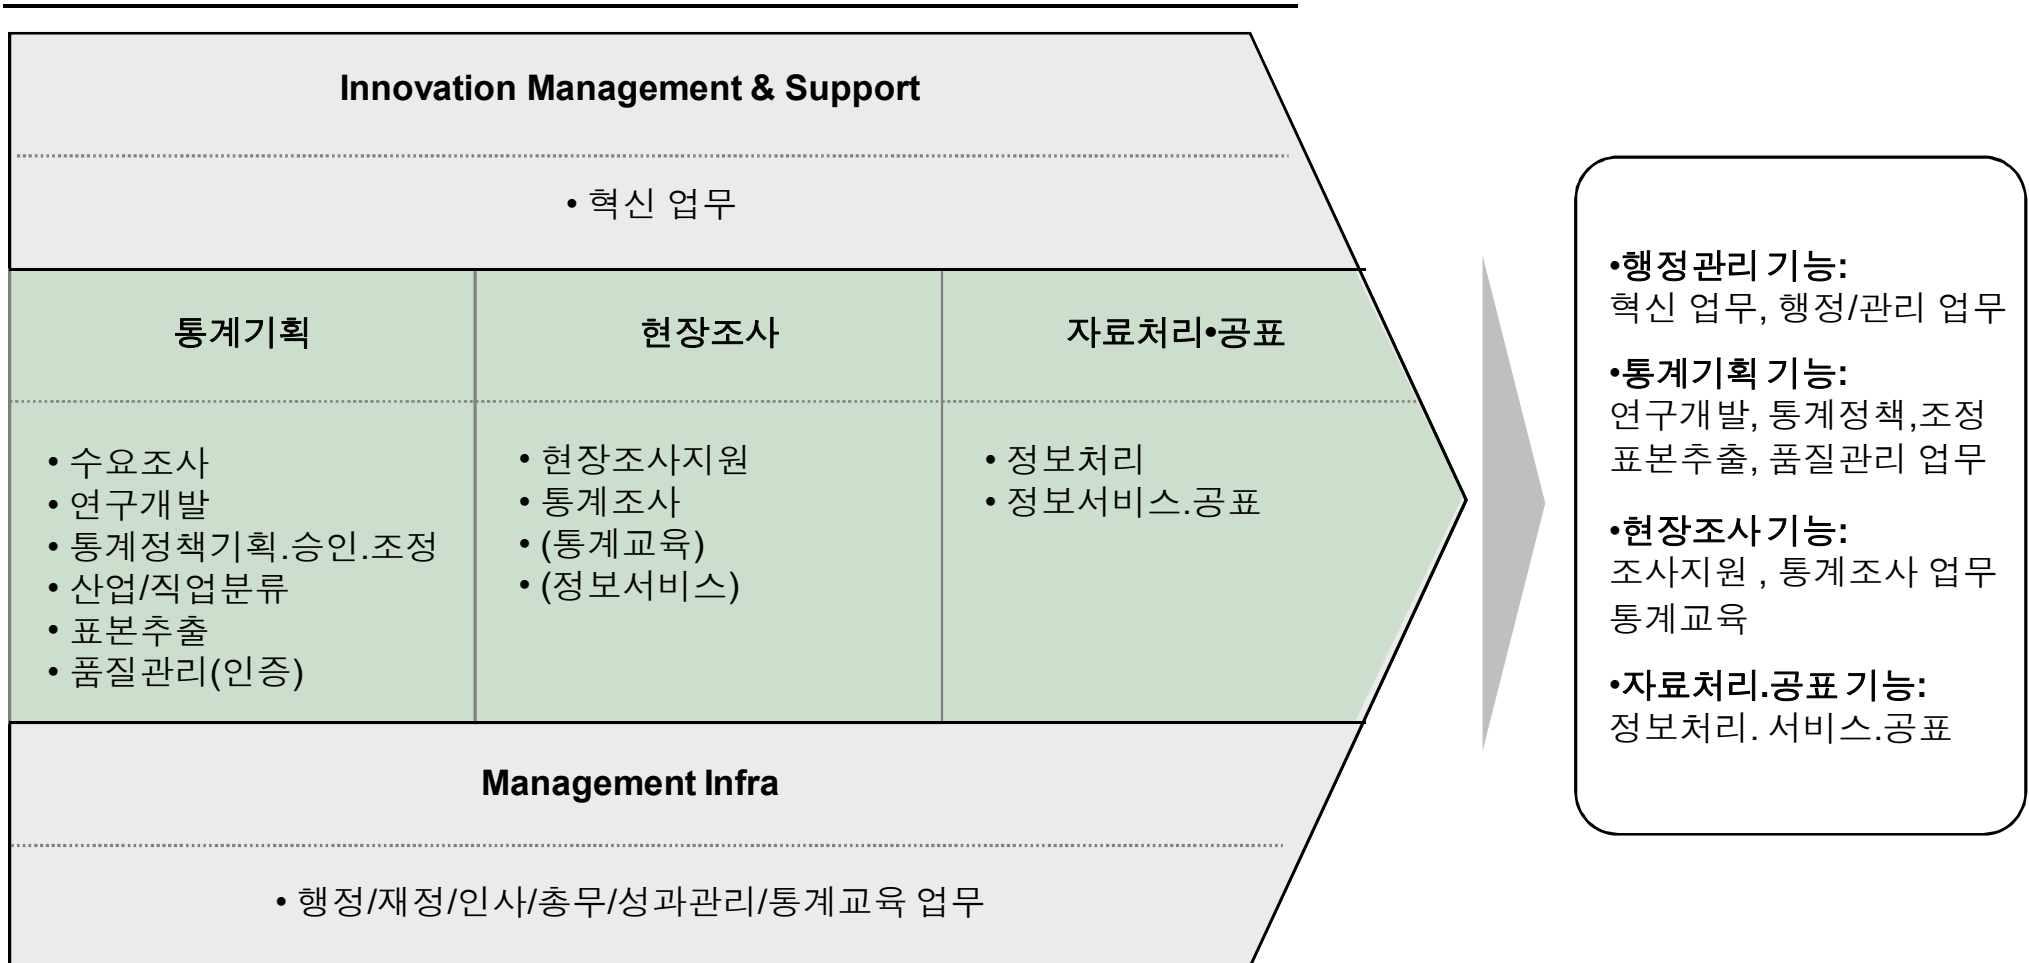 Innovation Management & Support
• 혁신 업무
통계기획
• 수요조사
• 연구개발
• 통계정책기획.승인.조정
• 산업/직업분류
• 표본추출
• 품질관리(인증)
현장조사
• 현장조사지원
• 통계조사
• (통계교육)
• (정보서비스)
자료처리•공표
• 정보처리
• 정보서비스.공표
Management Infra
• 행정/재정/인사/총무/성과관리/통계교육 업무
•행정관리 기능:
혁신 업무, 행정/관리 업무
•통계기획 기능:
연구개발, 통계정책,조정
표본추출, 품질관리 업무
•현장조사 기능:
조사지원 , 통계조사 업무
통계교육
•자료처리.공표 기능:
정보처리. 서비스.공표